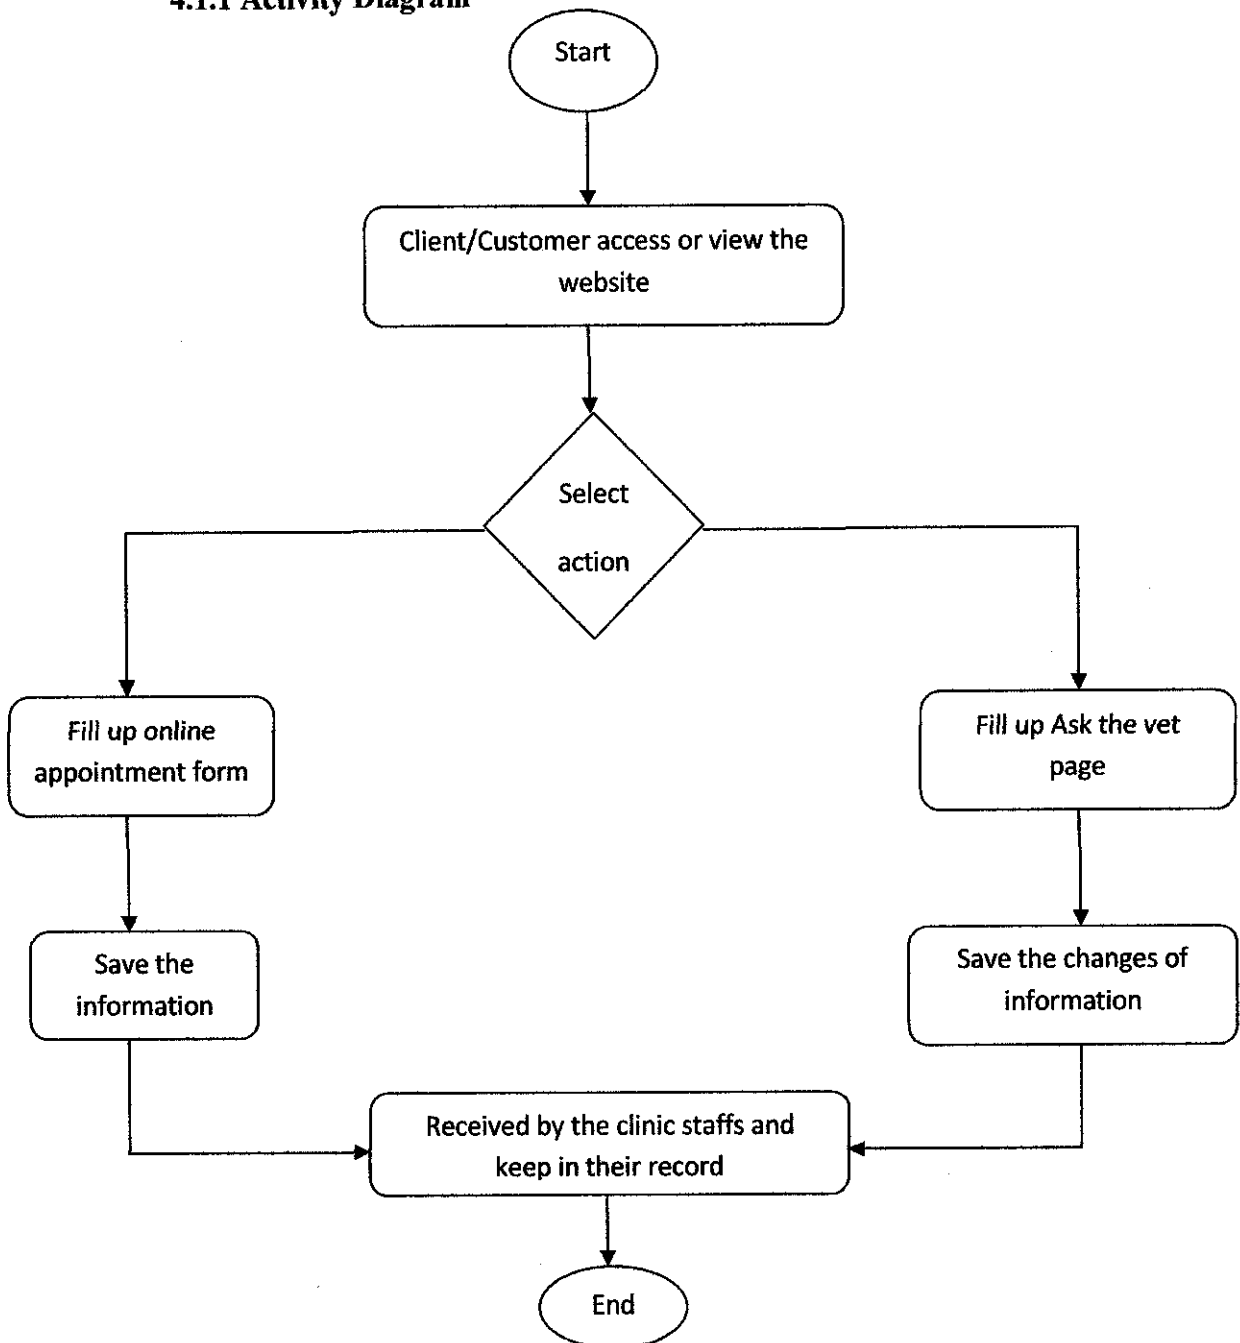 4.1.1 Activity Diagram
Start
Client/Customer access or view the
website
Select
action
Fill up online
appointment form
Fill up Ask the vet
page
Save the
information
Save the changes of
information
Received by the clinic staffs and
keep in their record
End